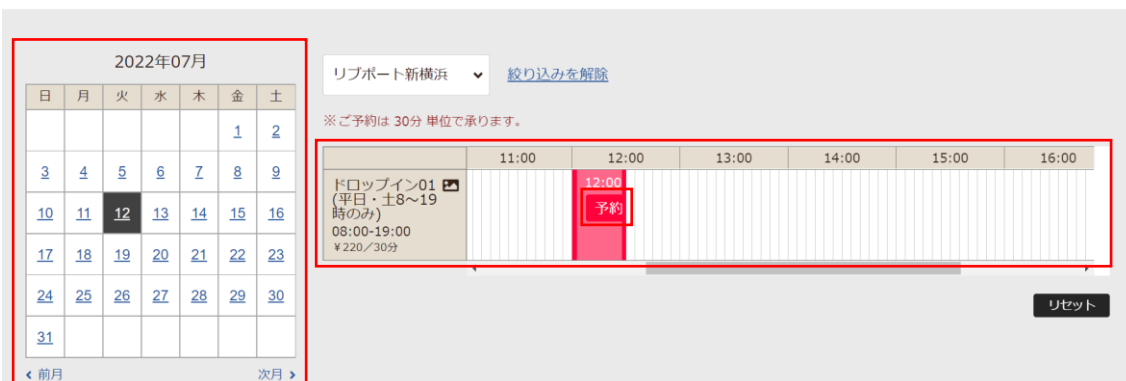 2022年07月
日 月 火 水 木 金 土
1 2
3 4 5 6 7 8 9
10 11 12 13 14 15 16
17 18 19 20 21 22 23
24 25 26 27 28 29 30
31
前月 次月
リブポート新横浜 絞り込みを解除
※ご予約は 30分 単位で承ります。
11:00 12:00 13:00 14:00 15:00 16:00
ドロップイン01
(平日・土8～19
時のみ)
08:00-19:00
￥220／30分
12:00
予約
リセット